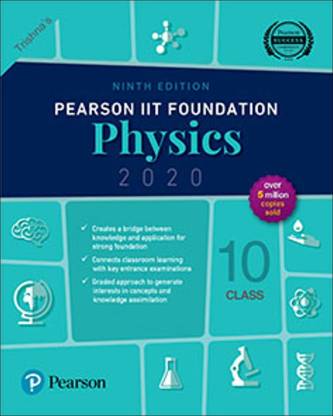 Trishna's
Pearson
SUCCESS
NINTH EDITION
PEARSON IIT FOUNDATION
Physics
2020
over
5 million
copies
sold
Creates a bridge between
knowledge and application for
strong foundation
Connects classroom learning
with key entrance examinations
Graded approach to generate
interests in concepts and
knowledge assimilation
10
CLASS
Pearson